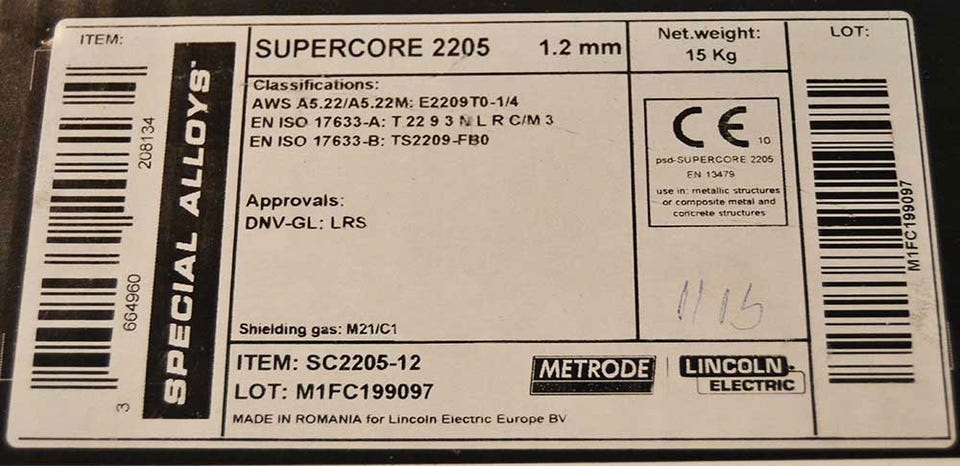 ITEM:
3 664960 208134
SPECIAL ALLOYS
SUPERCORE 2205 1.2 mm
Classifications:
AWS A5.22/A5.22M: E2209T0-1/4
EN ISO 17633-A: T 22 9 3 N L R C/M 3
EN ISO 17633-B: TS2209-FB0
Approvals:
DNV-GL: LRS
Shielding gas: M21/C1
Net.weight:
15 Kg
CE 10
psd-SUPERCORE 2205
EN 13479
use in: metallic structures
or composite metal and
concrete structures
LOT:
M1FC199097
ITEM: SC2205-12
LOT: M1FC199097
METRODE
LINCOLN
ELECTRIC
MADE IN ROMANIA for Lincoln Electric Europe BV